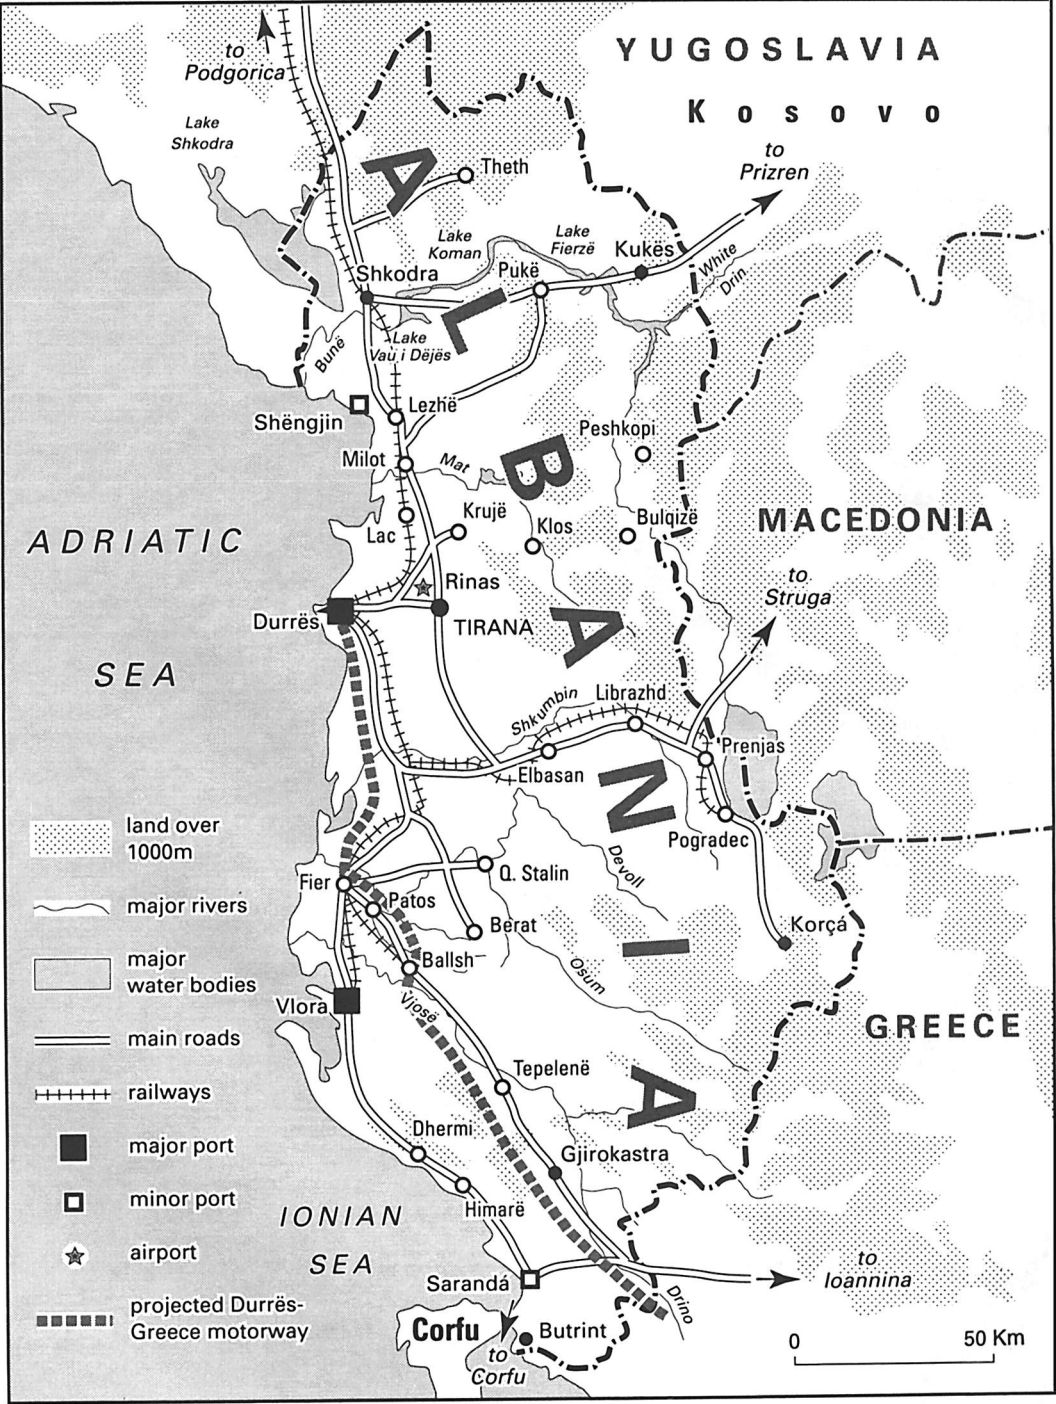 YUGOSLAVIA
Kosovo
to
Podgorica
Lake
Shkodra
to
Prizren
Theth
Lake
Koman
Lake
Fierzë
Kukës
White
Drin
Shkodra
Pukë
Bunë
Lake
Vau i Dëjës
Lezhë
Shëngjin
Peshkopi
Milot
Mat
Krujë
Klos
Bulqizë
Lac
MACEDONIA
ADRIATIC
SEA
Rinas
to
Struga
Durrës
TIRANA
ALBANIA
Shkumbin
Librazhd
Prenjas
Elbasan
Pogradec
Devoll
Fier
Q. Stalin
Patos
Berat
Korçá
Ballsh
Osum
Vlora
Vjosë
GREECE
Tepelenë
Dhermi
Gjirokastra
Himarë
IONIAN
SEA
Sarandá
to
Ioannina
Drino
Corfu
Butrint
to
Corfu
land over
1000m
major rivers
major
water bodies
main roads
railways
major port
minor port
airport
projected Durrës-
Greece motorway
0 50 Km